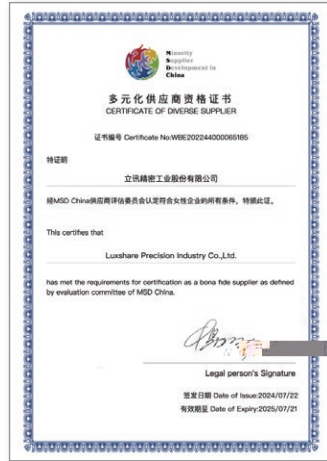 Minority
Supplier
Development in
China
多元化供应商资格证书
CERTIFICATE OF DIVERSE SUPPLIER
证书编号 Certificate No:WBE202244000065185
特证明
立讯精密工业股份有限公司
经MSD China供应商评估委员会认定符合女性企业的所有条件，特颁此证。
This certifies that
Luxshare Precision Industry Co.,Ltd.
has met the requirements for certification as a bona fide supplier as defined
by evaluation committee of MSD China.
Legal person's Signature
签发日期 Date of Issue:2024/07/22
有效期至 Date of Expiry:2025/07/21